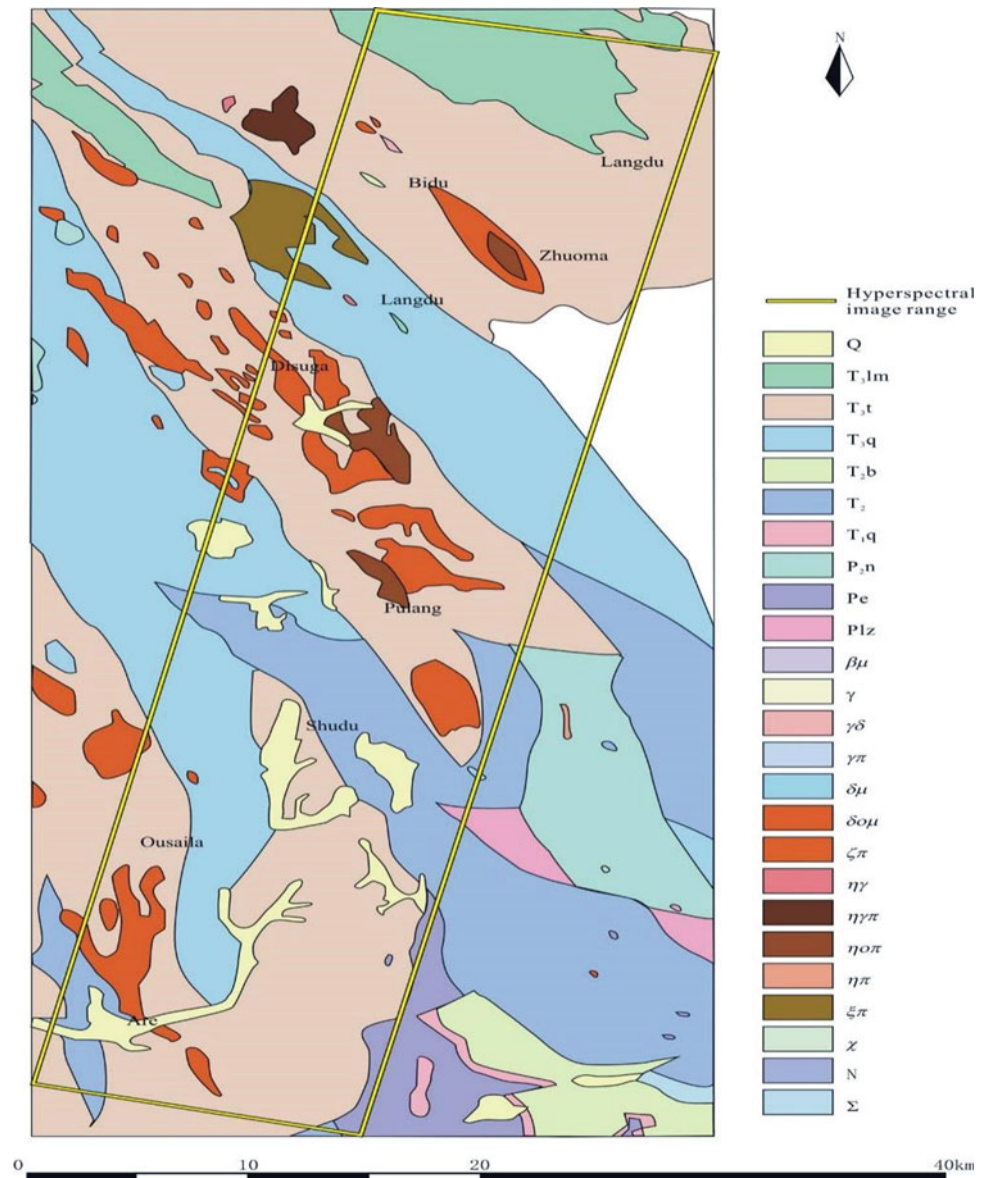 N
Langdu
Bidu
Zhuoma
Langdu
Disuga
Pulang
Shudu
Ousaila
Are
Hyperspectral
image range
Q
T₃lm
T₃t
T₃q
T₂b
T₂
T₁q
P₂n
Pe
Plz
βμ
γ
γδ
γπ
δμ
δομ
ζπ
ηγ
ηγπ
ηοπ
ηπ
ξπ
χ
N
Σ
0 10 20 40km